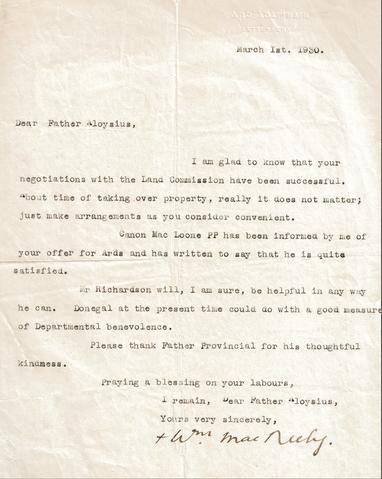 March 1st. 1930.
Dear Father Aloysius,
I am glad to know that your
negotiations with the Land Commission have been successful.
About time of taking over property, really it does not matter;
just make arrangements as you consider convenient.
Canon Mac Loone PP has been informed by me of
your offer for Ards and has written to say that he is quite
satisfied.
Mr Richardson will, I am sure, be helpful in any way
he can. Donegal at the present time could do with a good measure
of Departmental benevolence.
Please thank Father Provincial for his thoughtful
kindness.
Praying a blessing on your labours,
I remain, Dear Father Aloysius,
Yours very sincerely,
+ Wm Mac Neely.